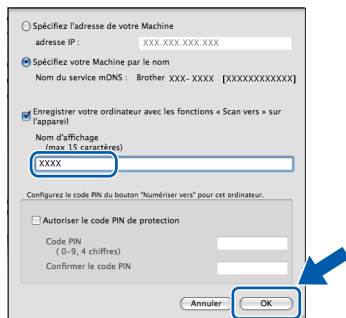 Spécifiez l'adresse de votre Machine
adresse IP : XXX.XXX.XXX.XXX
Spécifiez votre Machine par le nom
Nom du service mDNS : Brother XXX-XXXX [XXXXXXXXXXXX]
Enregistrer votre ordinateur avec les fonctions « Scan vers » sur
l'appareil
Nom d'affichage
(max 15 caractères)
XXXX
Configurez le code PIN du bouton "Numériser vers" pour cet ordinateur.
Autoriser le code PIN de protection
Code PIN
( 0-9, 4 chiffres)
Confirmer le code PIN
Annuler OK